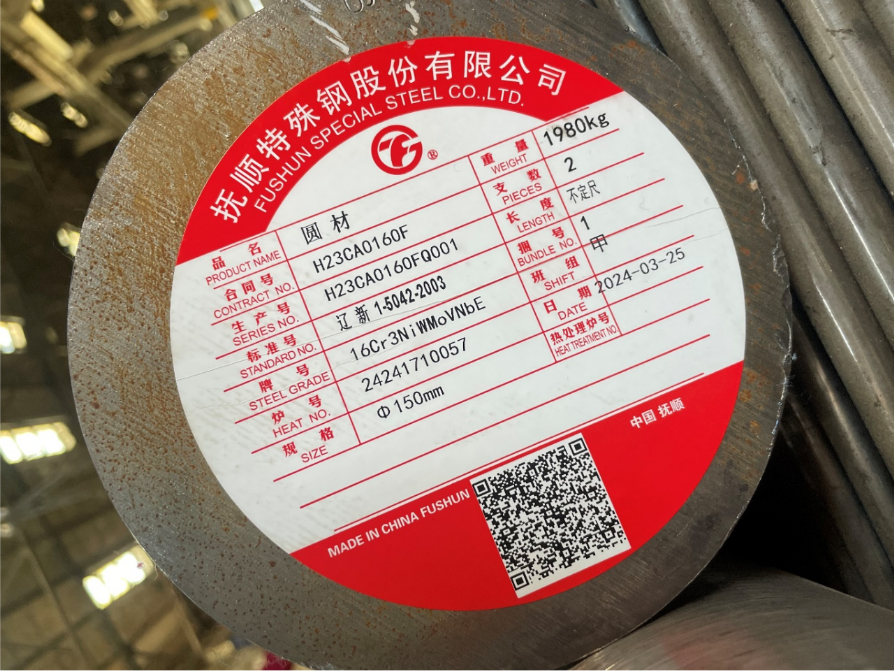 抚顺特殊钢股份有限公司
FUSHUN SPECIAL STEEL CO.,LTD.
®
品名 PRODUCT NAME 圆材
合同号 CONTRACT NO. H23CA0160F
生产号 SERIES NO. H23CA0160FQ001
标准号 STANDARD NO. 辽新1-5042-2003
牌号 STEEL GRADE 16Cr3NiWMoVNbE
炉号 HEAT NO. 24241710057
规格 SIZE Φ150mm
重量 WEIGHT 1980kg
支数 PIECES 2
长度 LENGTH 不定尺
捆号 BUNDLE NO. 1
班组 SHIFT 甲
日期 DATE 2024-03-25
热处理炉号 HEAT TREATMENT NO
MADE IN CHINA FUSHUN
中国 抚顺